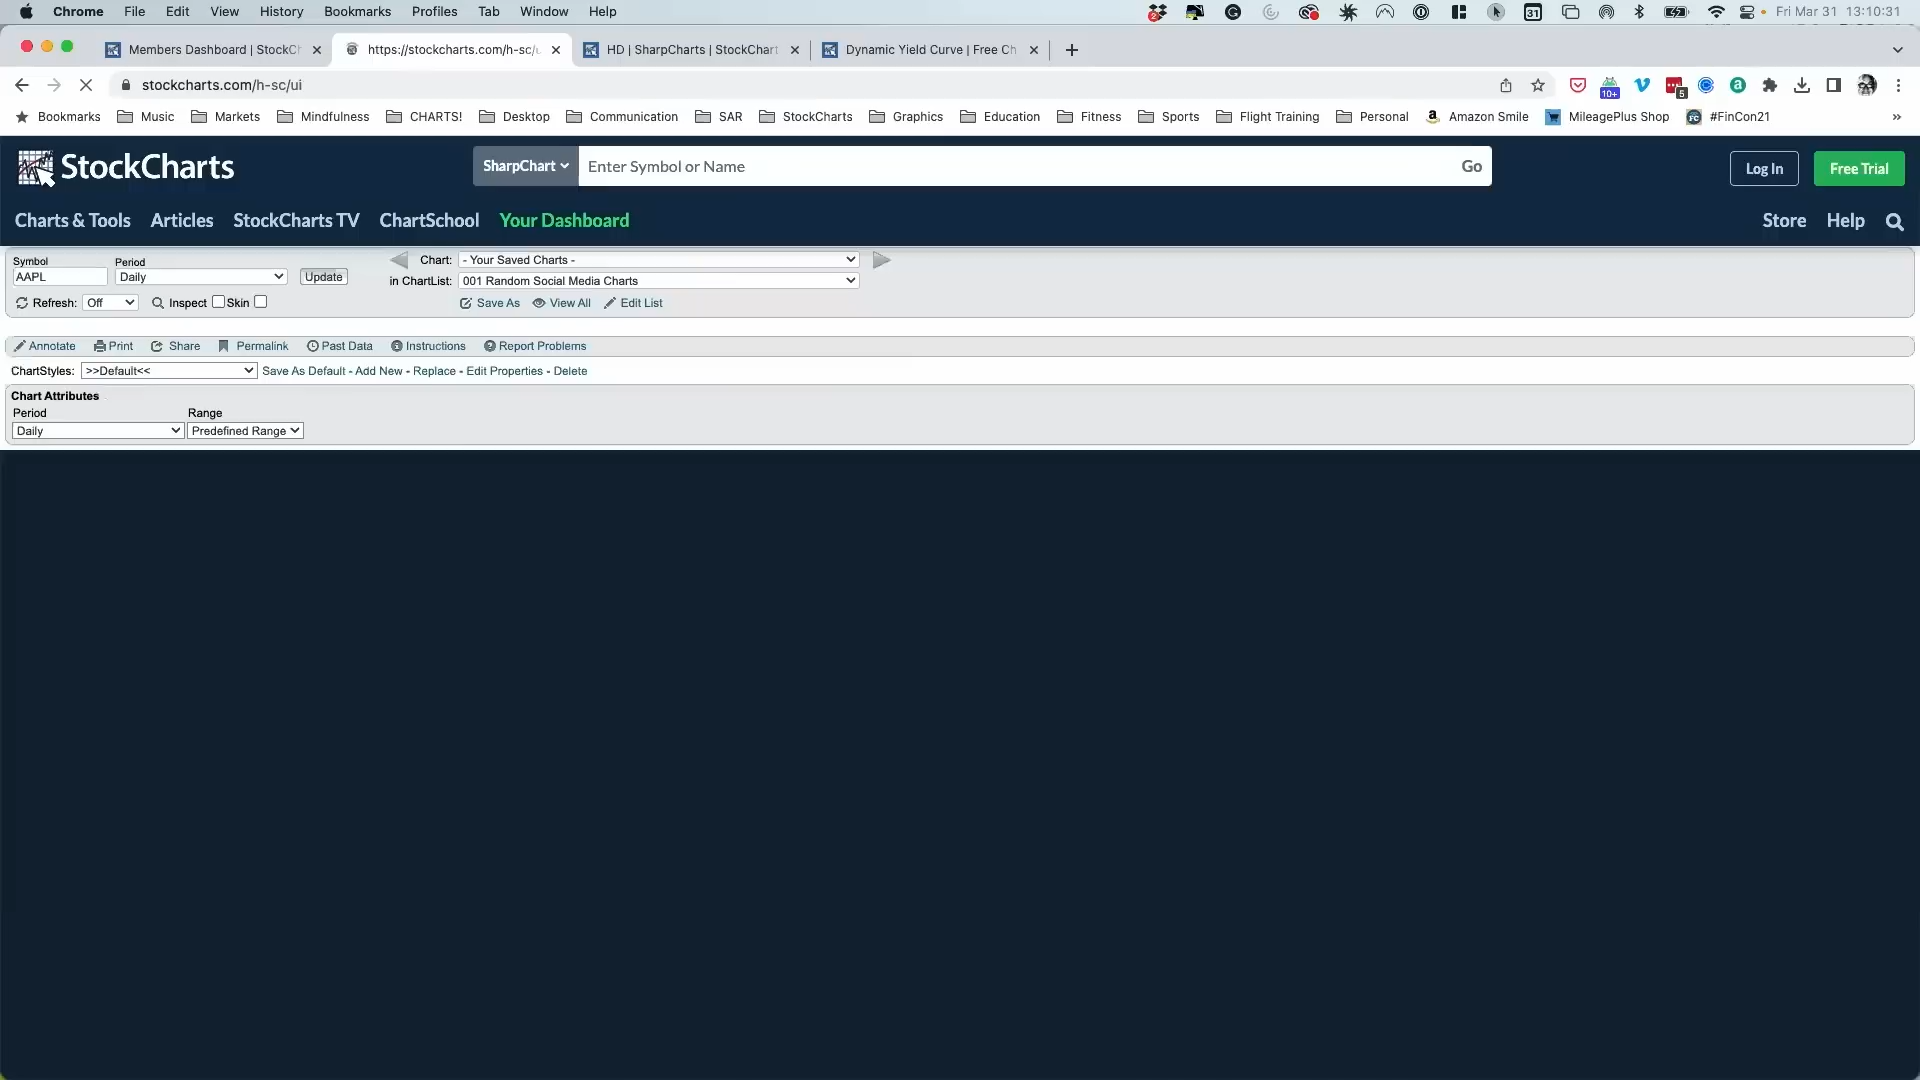 Chrome File Edit View History Bookmarks Profiles Tab Window Help 2 31 Fri Mar 31 13:10:31
Members Dashboard | StockCh https://stockcharts.com/h-sc/u HD | SharpCharts | StockChart Dynamic Yield Curve | Free Ch
stockcharts.com/h-sc/ui 10+ 5
Bookmarks Music Markets Mindfulness CHARTS! Desktop Communication SAR StockCharts Graphics Education Fitness Sports Flight Training Personal Amazon Smile MileagePlus Shop #FinCon21 »
StockCharts SharpChart Enter Symbol or Name Go Log In Free Trial
Charts & Tools Articles StockCharts TV ChartSchool Your Dashboard Store Help
Symbol Period Chart: - Your Saved Charts -
AAPL Daily Update in ChartList: 001 Random Social Media Charts
Refresh: Off Inspect Skin Save As View All Edit List
Annotate Print Share Permalink Past Data Instructions Report Problems
ChartStyles: >>Default<< Save As Default - Add New - Replace - Edit Properties - Delete
Chart Attributes
Period Range
Daily Predefined Range